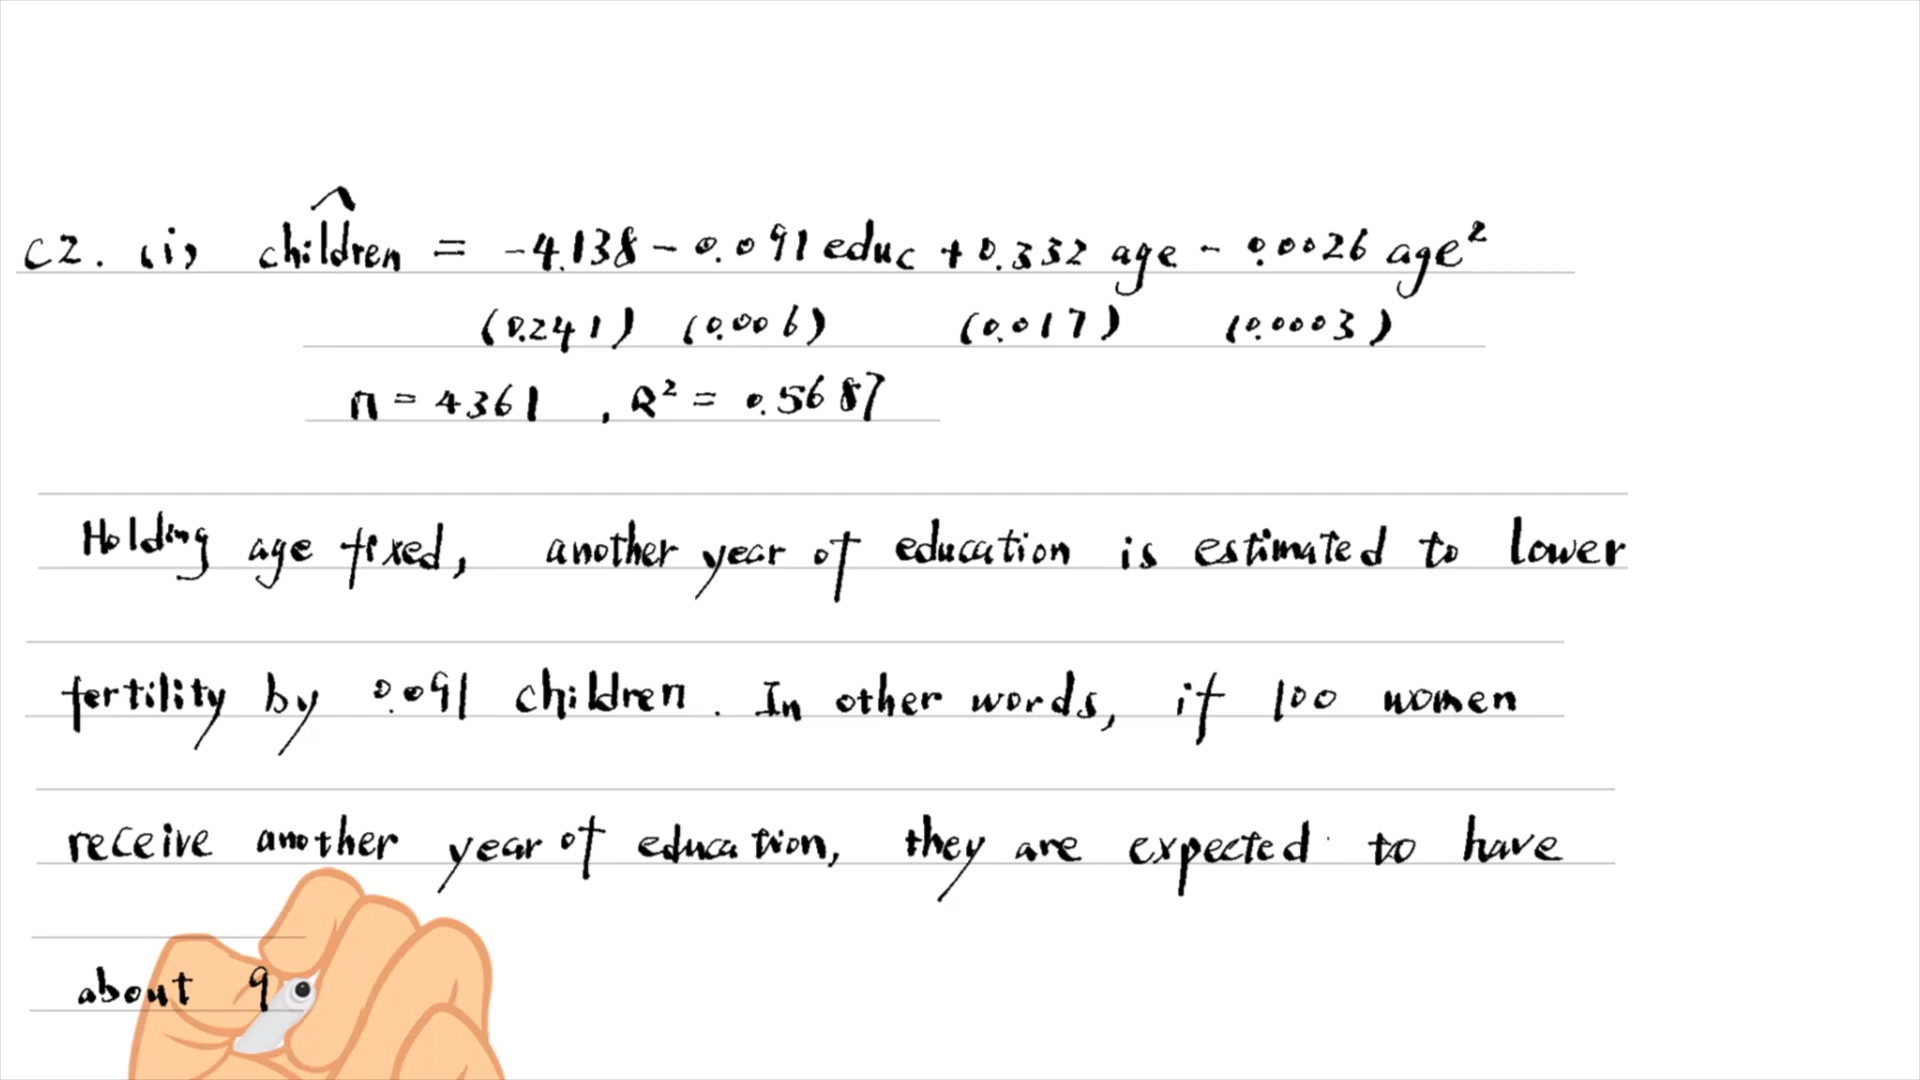 C2. (i) chil̂dren = -4.138 - 0.091 educ + 0.332 age - 0.0026 age²
(0.241) (0.006) (0.017) (0.0003)
n = 4361 , R² = 0.5687
Holding age fixed, another year of education is estimated to lower
fertility by 0.091 children. In other words, if 100 women
receive another year of education, they are expected to have
about 9